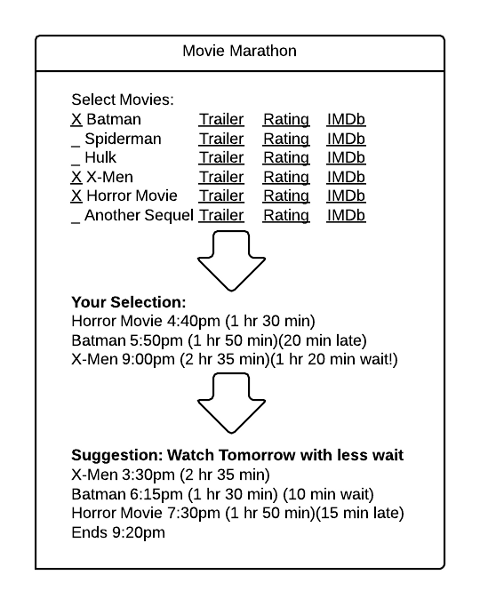 Movie Marathon
Select Movies:
X Batman Trailer Rating IMDb
_ Spiderman Trailer Rating IMDb
_ Hulk Trailer Rating IMDb
X X-Men Trailer Rating IMDb
X Horror Movie Trailer Rating IMDb
_ Another Sequel Trailer Rating IMDb
Your Selection:
Horror Movie 4:40pm (1 hr 30 min)
Batman 5:50pm (1 hr 50 min)(20 min late)
X-Men 9:00pm (2 hr 35 min)(1 hr 20 min wait!)
Suggestion: Watch Tomorrow with less wait
X-Men 3:30pm (2 hr 35 min)
Batman 6:15pm (1 hr 30 min) (10 min wait)
Horror Movie 7:30pm (1 hr 50 min)(15 min late)
Ends 9:20pm